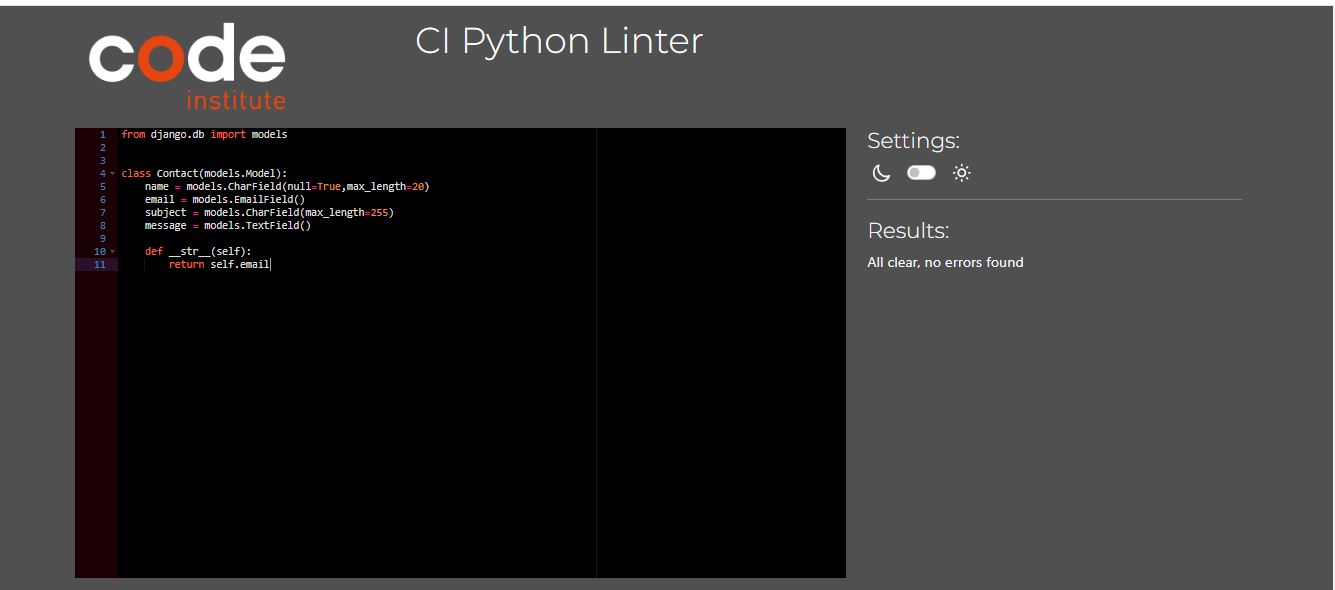 code
institute
CI Python Linter
1 from django.db import models
2
3
4 class Contact(models.Model):
5     name = models.CharField(null=True,max_length=20)
6     email = models.EmailField()
7     subject = models.CharField(max_length=255)
8     message = models.TextField()
9
10     def __str__(self):
11         return self.email
Settings:
Results:
All clear, no errors found